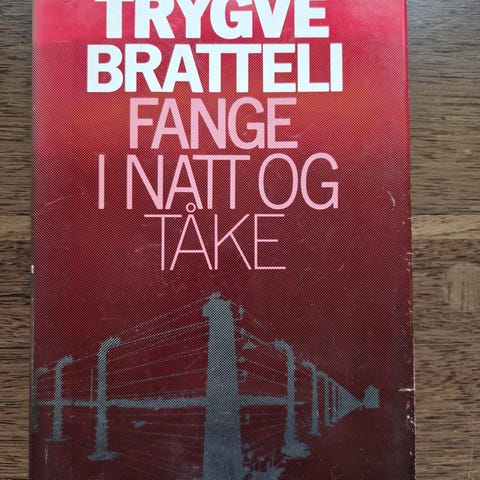 TRYGVE
BRATTELI
FANGE
I NATT OG
TÅKE